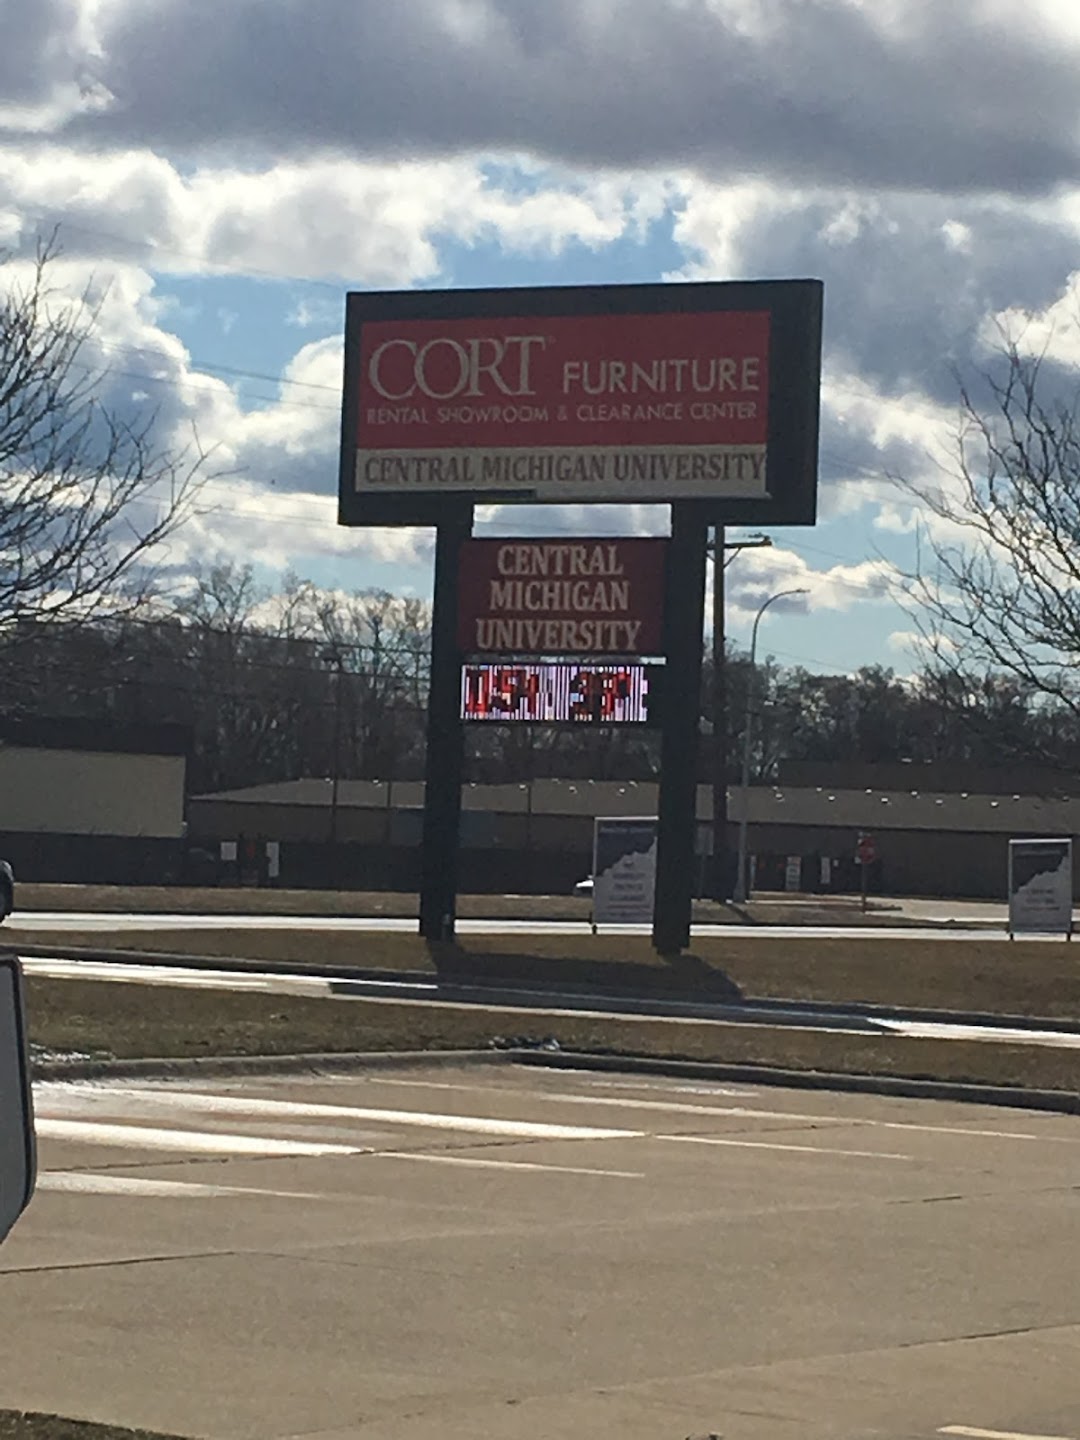 CORT® FURNITURE
RENTAL SHOWROOM & CLEARANCE CENTER
CENTRAL MICHIGAN UNIVERSITY
CENTRAL
MICHIGAN
UNIVERSITY